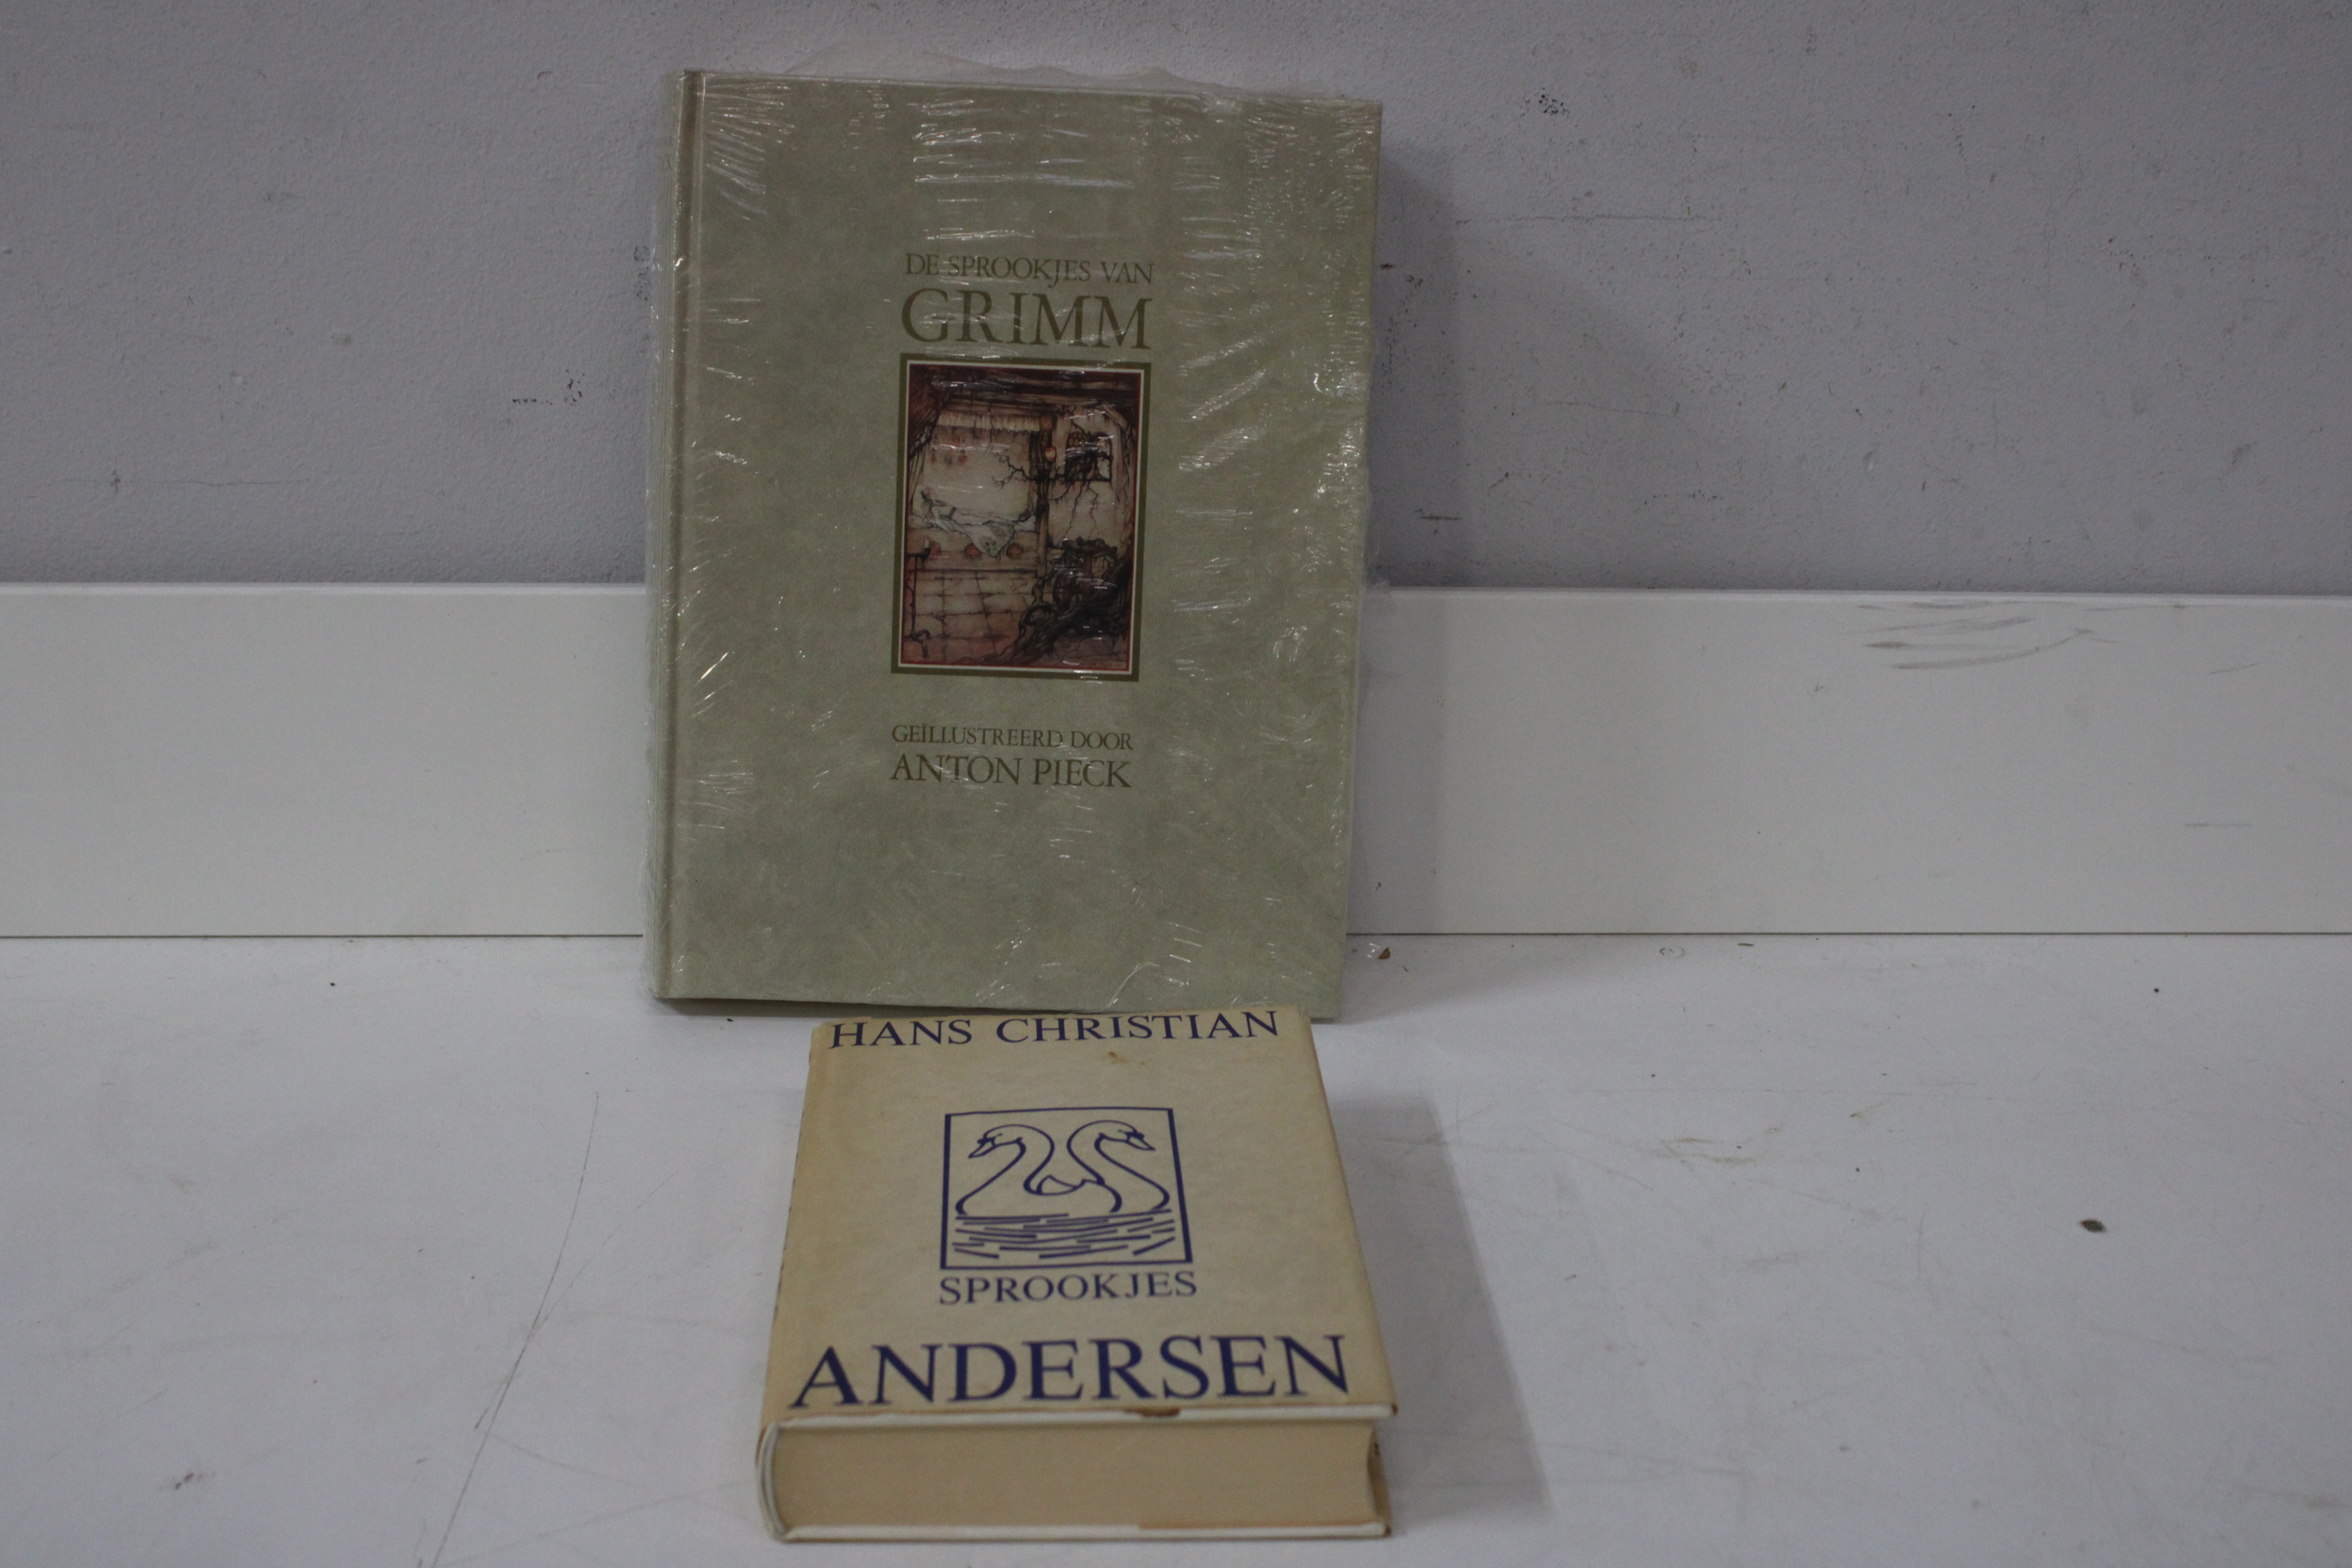 DE SPROOKJES VAN
GRIMM
GEÏLLUSTREERD DOOR
ANTON PIECK
HANS CHRISTIAN
SPROOKJES
ANDERSEN